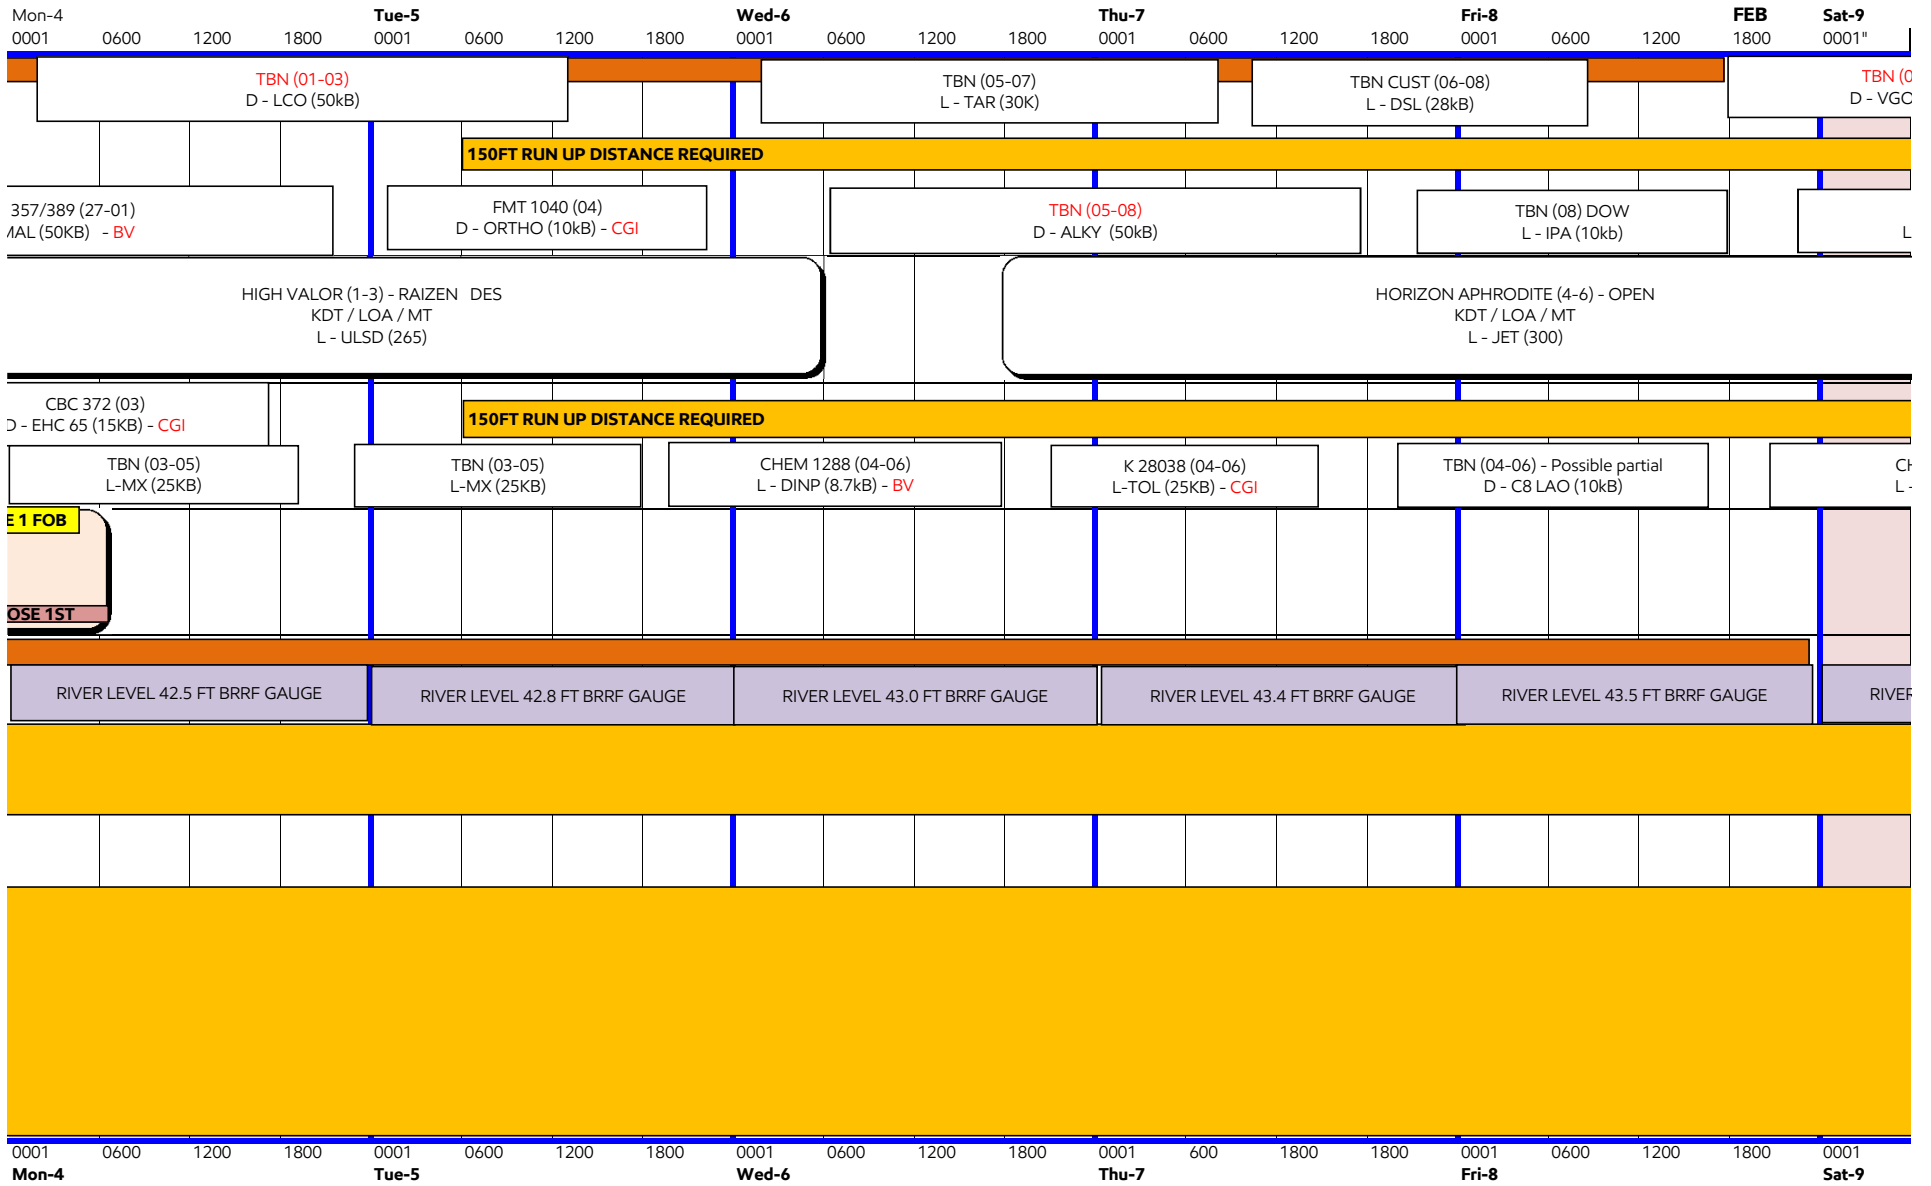 Mon-4 Tue-5 Wed-6 Thu-7 Fri-8 FEB Sat-9
0001 0600 1200 1800 0001 0600 1200 1800 0001 0600 1200 1800 0001 0600 1200 1800 0001 0600 1200 1800 0001"
TBN (01-03)
D - LCO (50kB)
TBN (05-07)
L - TAR (30K)
TBN CUST (06-08)
L - DSL (28kB)
TBN (0
D - VGO
150FT RUN UP DISTANCE REQUIRED
357/389 (27-01)
MAL (50KB) - BV
FMT 1040 (04)
D - ORTHO (10kB) - CGI
TBN (05-08)
D - ALKY (50kB)
TBN (08) DOW
L - IPA (10kb)
L
HIGH VALOR (1-3) - RAIZEN DES
KDT / LOA / MT
L - ULSD (265)
HORIZON APHRODITE (4-6) - OPEN
KDT / LOA / MT
L - JET (300)
CBC 372 (03)
D - EHC 65 (15KB) - CGI
150FT RUN UP DISTANCE REQUIRED
TBN (03-05)
L-MX (25KB)
TBN (03-05)
L-MX (25KB)
CHEM 1288 (04-06)
L - DINP (8.7kB) - BV
K 28038 (04-06)
L-TOL (25KB) - CGI
TBN (04-06) - Possible partial
D - C8 LAO (10kB)
CH
L -
E 1 FOB
OSE 1ST
RIVER LEVEL 42.5 FT BRRF GAUGE
RIVER LEVEL 42.8 FT BRRF GAUGE
RIVER LEVEL 43.0 FT BRRF GAUGE
RIVER LEVEL 43.4 FT BRRF GAUGE
RIVER LEVEL 43.5 FT BRRF GAUGE
RIVER
0001 0600 1200 1800 0001 0600 1200 1800 0001 0600 1200 1800 0001 0600 1200 1800 0001 0600 1200 1800 0001
Mon-4 Tue-5 Wed-6 Thu-7 Fri-8 Sat-9